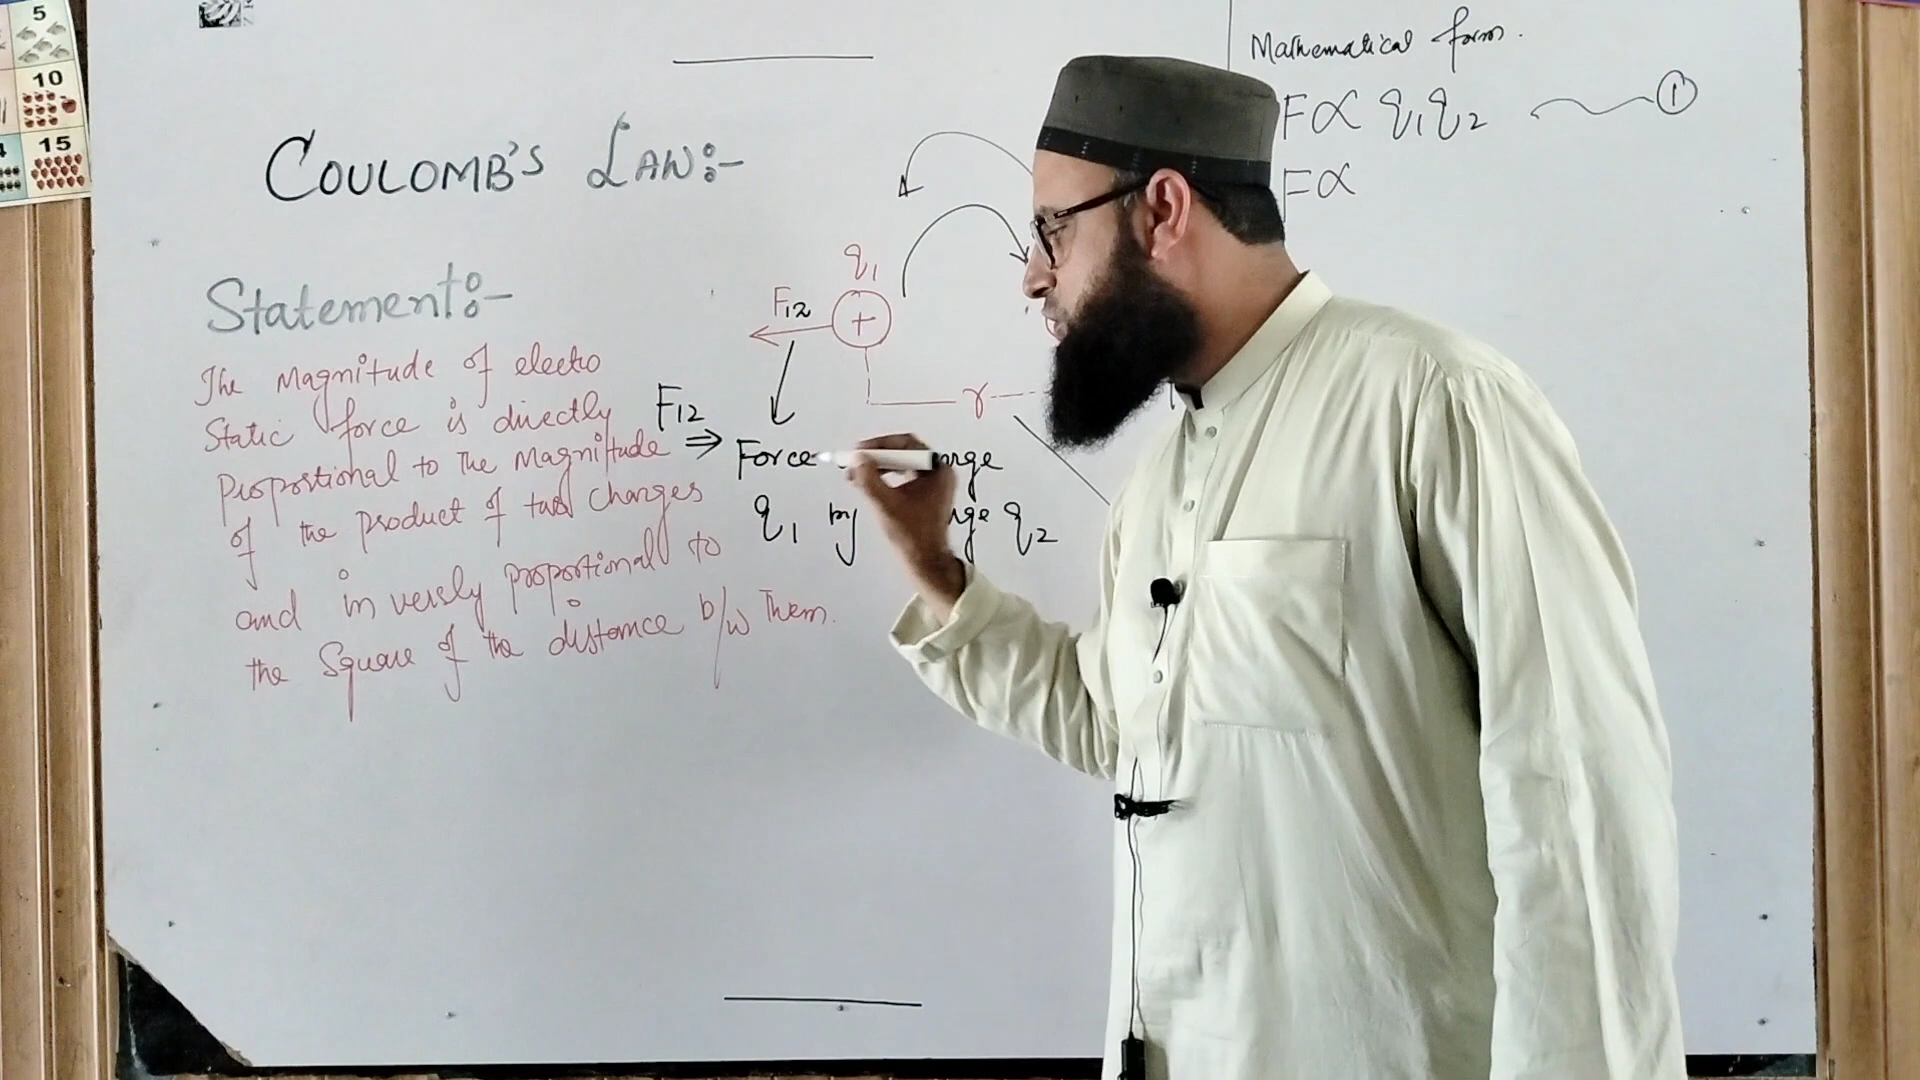 5
10
15
COULOMB'S LAW:-
Statement:-
The Magnitude of electro
Static force is directly
Proportional to The Magnitude
of the product of two charges
and in versly proportional to
the Square of the distance b/w Them.
q1
F12
+
r
F12
⇒ Force
q1 by q2
Mathematical form.
F∝ q1q2 1
F∝